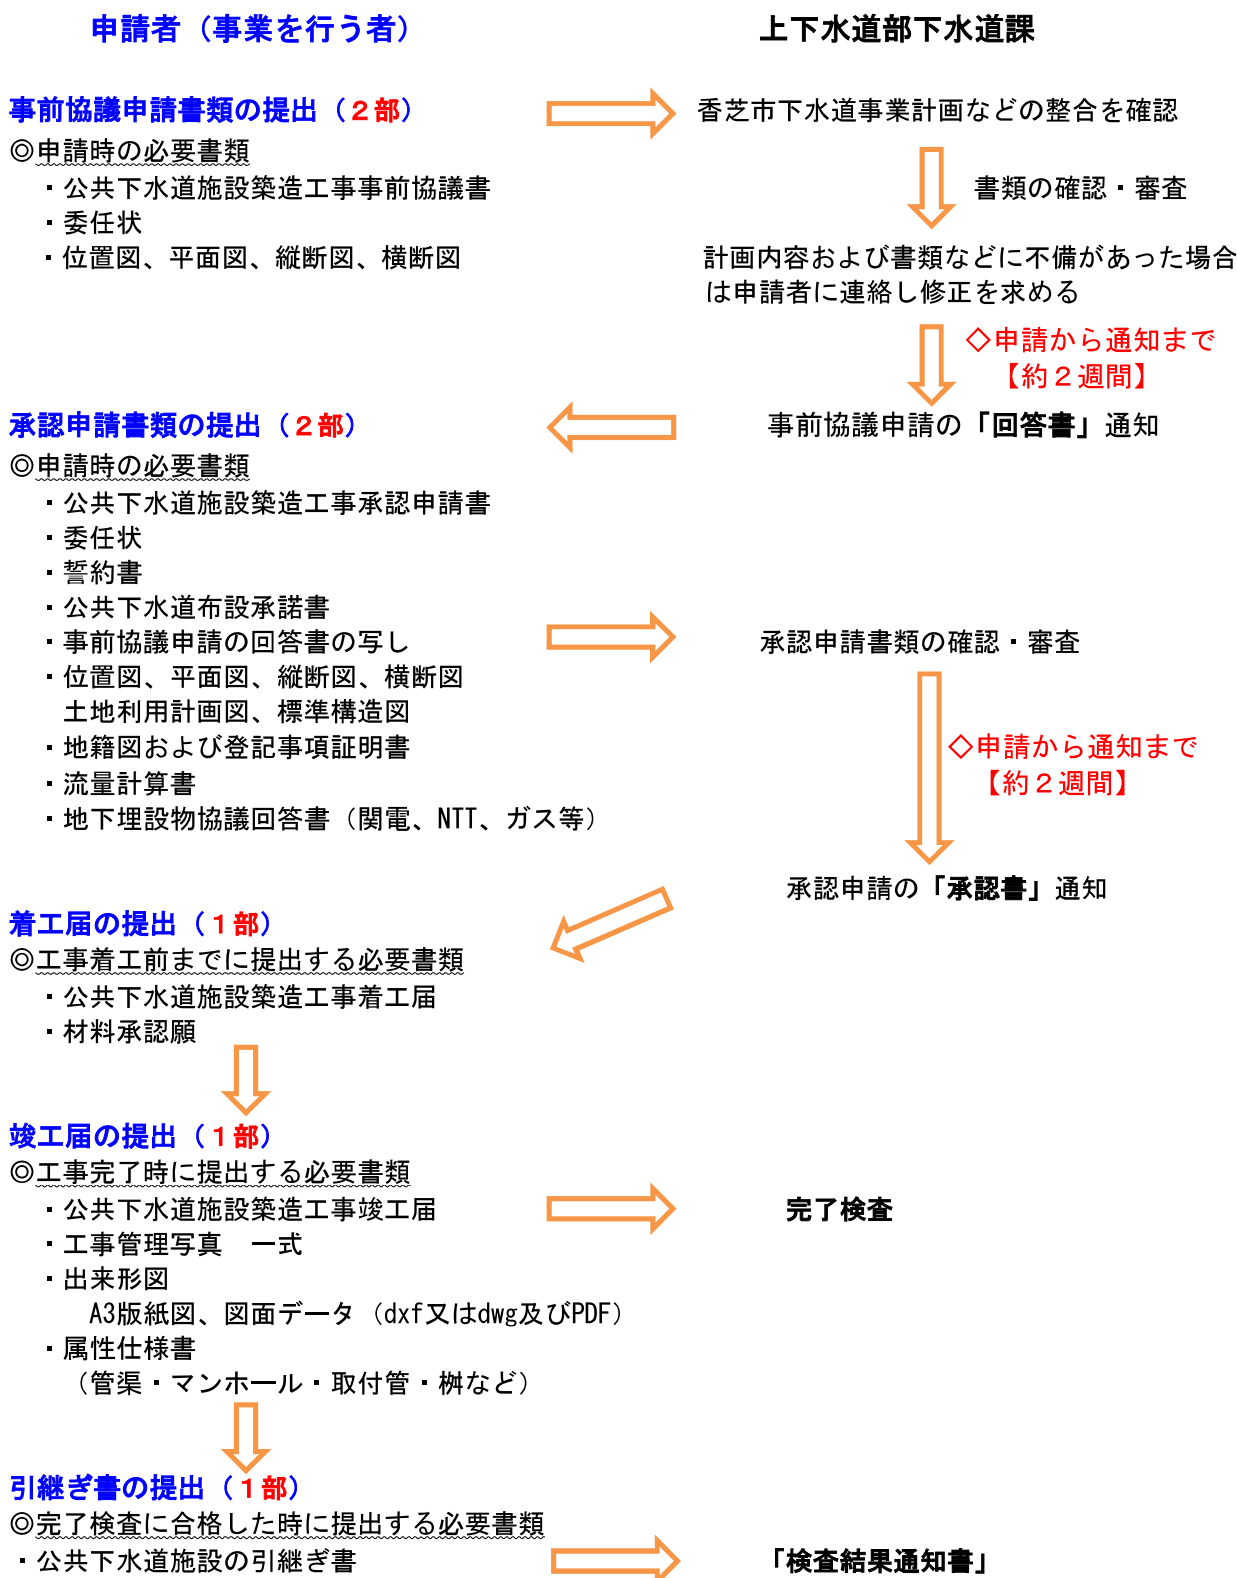 申請者（事業を行う者）
上下水道部下水道課
事前協議申請書類の提出（２部）
香芝市下水道事業計画などの整合を確認
◎申請時の必要書類
・公共下水道施設築造工事事前協議書
書類の確認・審査
・委任状
・位置図、平面図、縦断図、横断図
計画内容および書類などに不備があった場合
は申請者に連絡し修正を求める
◇申請から通知まで
【約２週間】
承認申請書類の提出（２部）
事前協議申請の「回答書」通知
◎申請時の必要書類
・公共下水道施設築造工事承認申請書
・委任状
・誓約書
・公共下水道布設承諾書
・事前協議申請の回答書の写し
承認申請書類の確認・審査
・位置図、平面図、縦断図、横断図
土地利用計画図、標準構造図
・地籍図および登記事項証明書
◇申請から通知まで
【約２週間】
・流量計算書
・地下埋設物協議回答書（関電、NTT、ガス等）
承認申請の「承認書」通知
着工届の提出（１部）
◎工事着工前までに提出する必要書類
・公共下水道施設築造工事着工届
・材料承認願
竣工届の提出（１部）
◎工事完了時に提出する必要書類
・公共下水道施設築造工事竣工届
完了検査
・工事管理写真　一式
・出来形図
A3版紙図、図面データ（dxf又はdwg及びPDF）
・属性仕様書
（管渠・マンホール・取付管・桝など）
引継ぎ書の提出（１部）
◎完了検査に合格した時に提出する必要書類
・公共下水道施設の引継ぎ書
「検査結果通知書」